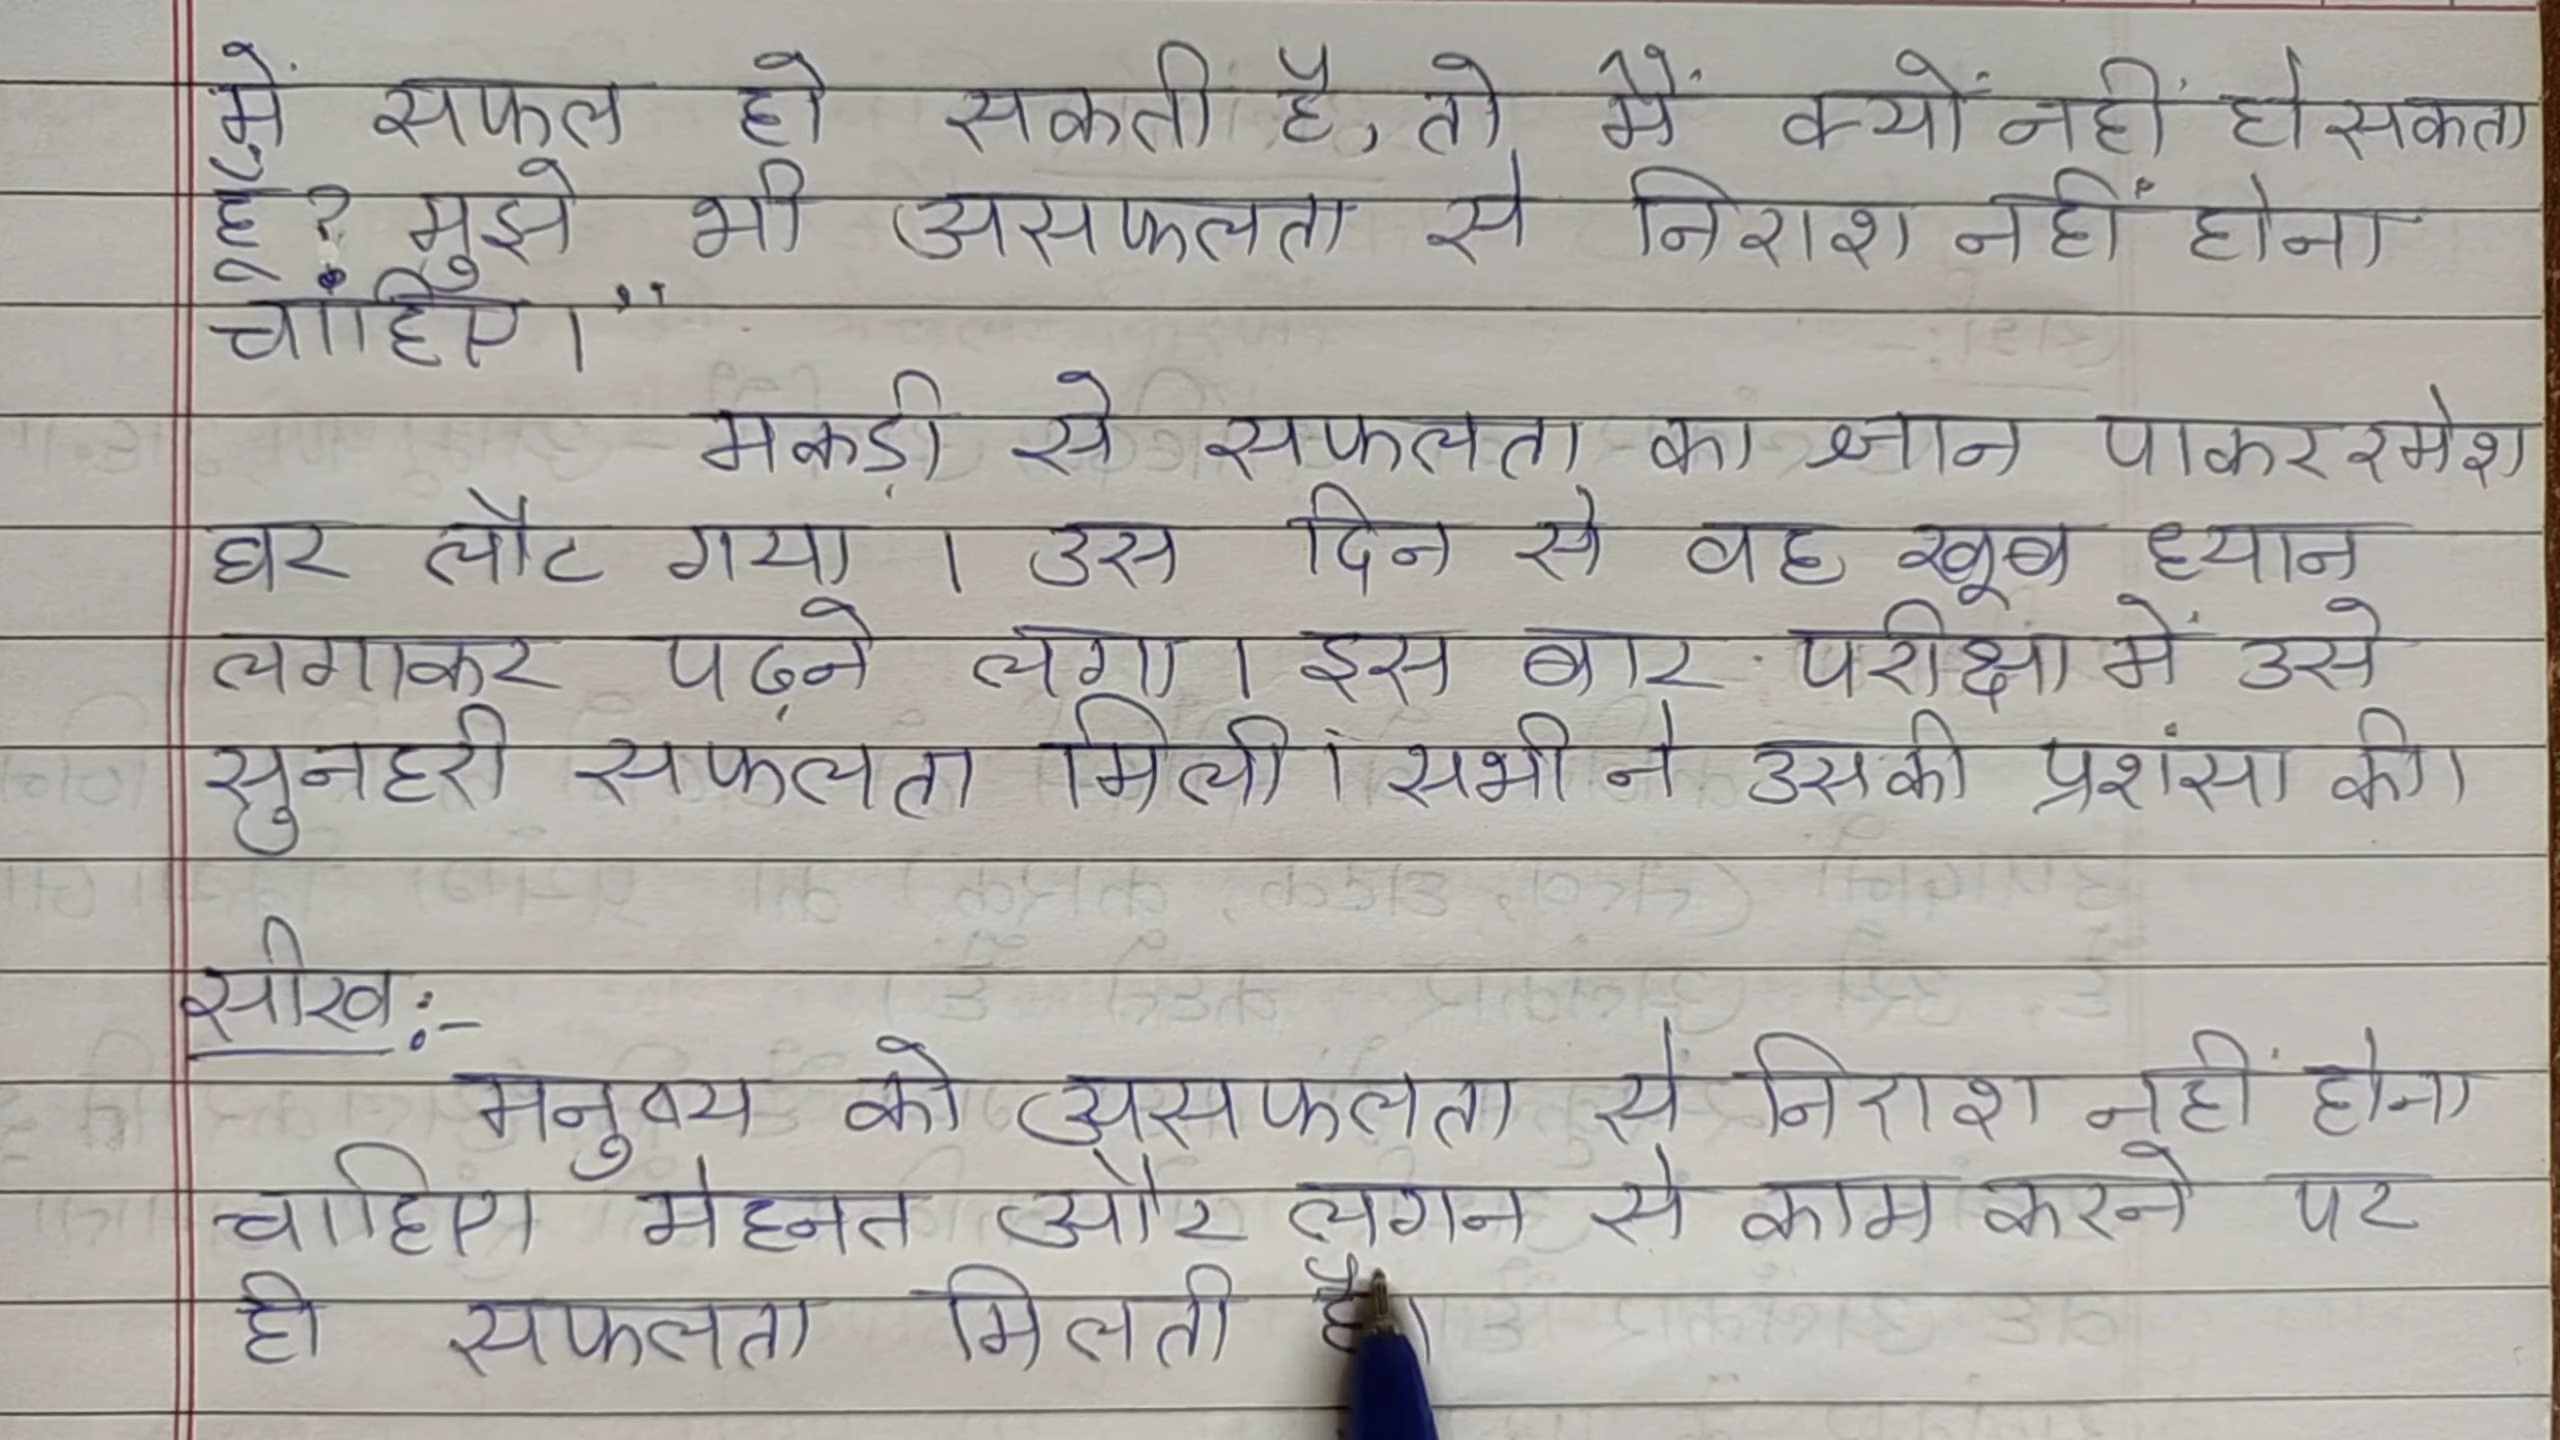 में सफल हो सकती है, तो मैं क्यों नहीं हो सकता
हूँ ? मुझे भी असफलता से निराश नहीं होना
चाहिए।"
मकड़ी से सफलता का ज्ञान पाकर रमेश
घर लौट गया । उस दिन से वह खूब ध्यान
लगाकर पढ़ने लगा। इस बार परीक्षा में उसे
सुनहरी सफलता मिली। सभी ने उसकी प्रशंसा की।
सीख:-
मनुष्य को असफलता से निराश नहीं होना
चाहिए। मेहनत और लगन से काम करने पर
ही सफलता मिलती है।